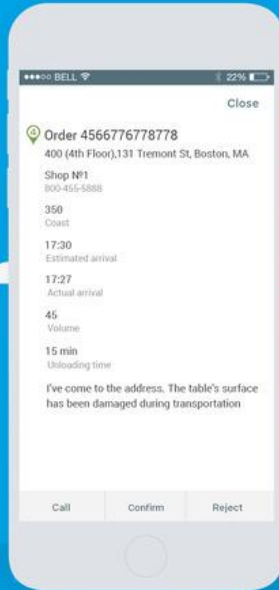 BELL 22%
Close
4 Order 4566776778778
400 (4th Floor),131 Tremont St, Boston, MA
Shop №1
800-455-5888
350
Coast
17:30
Estimated arrival
17:27
Actual arrival
45
Volume
15 min
Unloading time
I've come to the address. The table's surface
has been damaged during transportation
Call Confirm Reject